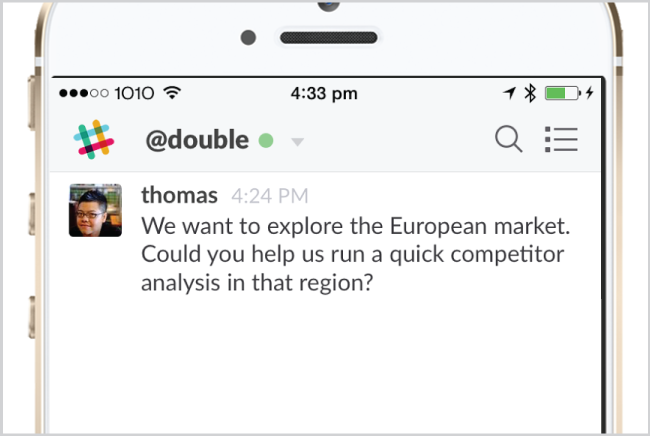 1O1O 4:33 pm
@double
thomas 4:24 PM
We want to explore the European market.
Could you help us run a quick competitor
analysis in that region?